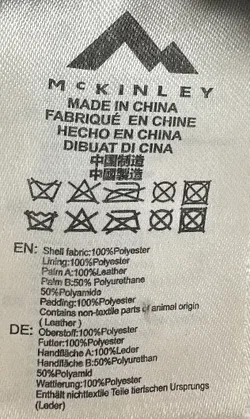 McKINLEY
MADE IN CHINA
FABRIQUÉ EN CHINE
HECHO EN CHINA
DIBUAT DI CINA
中国制造
中國製造
EN: Shell fabric:100%Polyester
Lining:100%Polyester
Palm A:100%Leather
Palm B:50% Polyurethane
50%Polyamide
Padding:100%Polyester
Contains non-textile parts of animal origin
( Leather )
DE: Oberstoff:100%Polyester
Futter:100%Polyester
Handfläche A:100%Leder
Handfläche B:50%Polyurethan
50%Polyamid
Wattierung:100%Polyester
Enthält nichttextile Teile tierischen Ursprungs
(Leder)